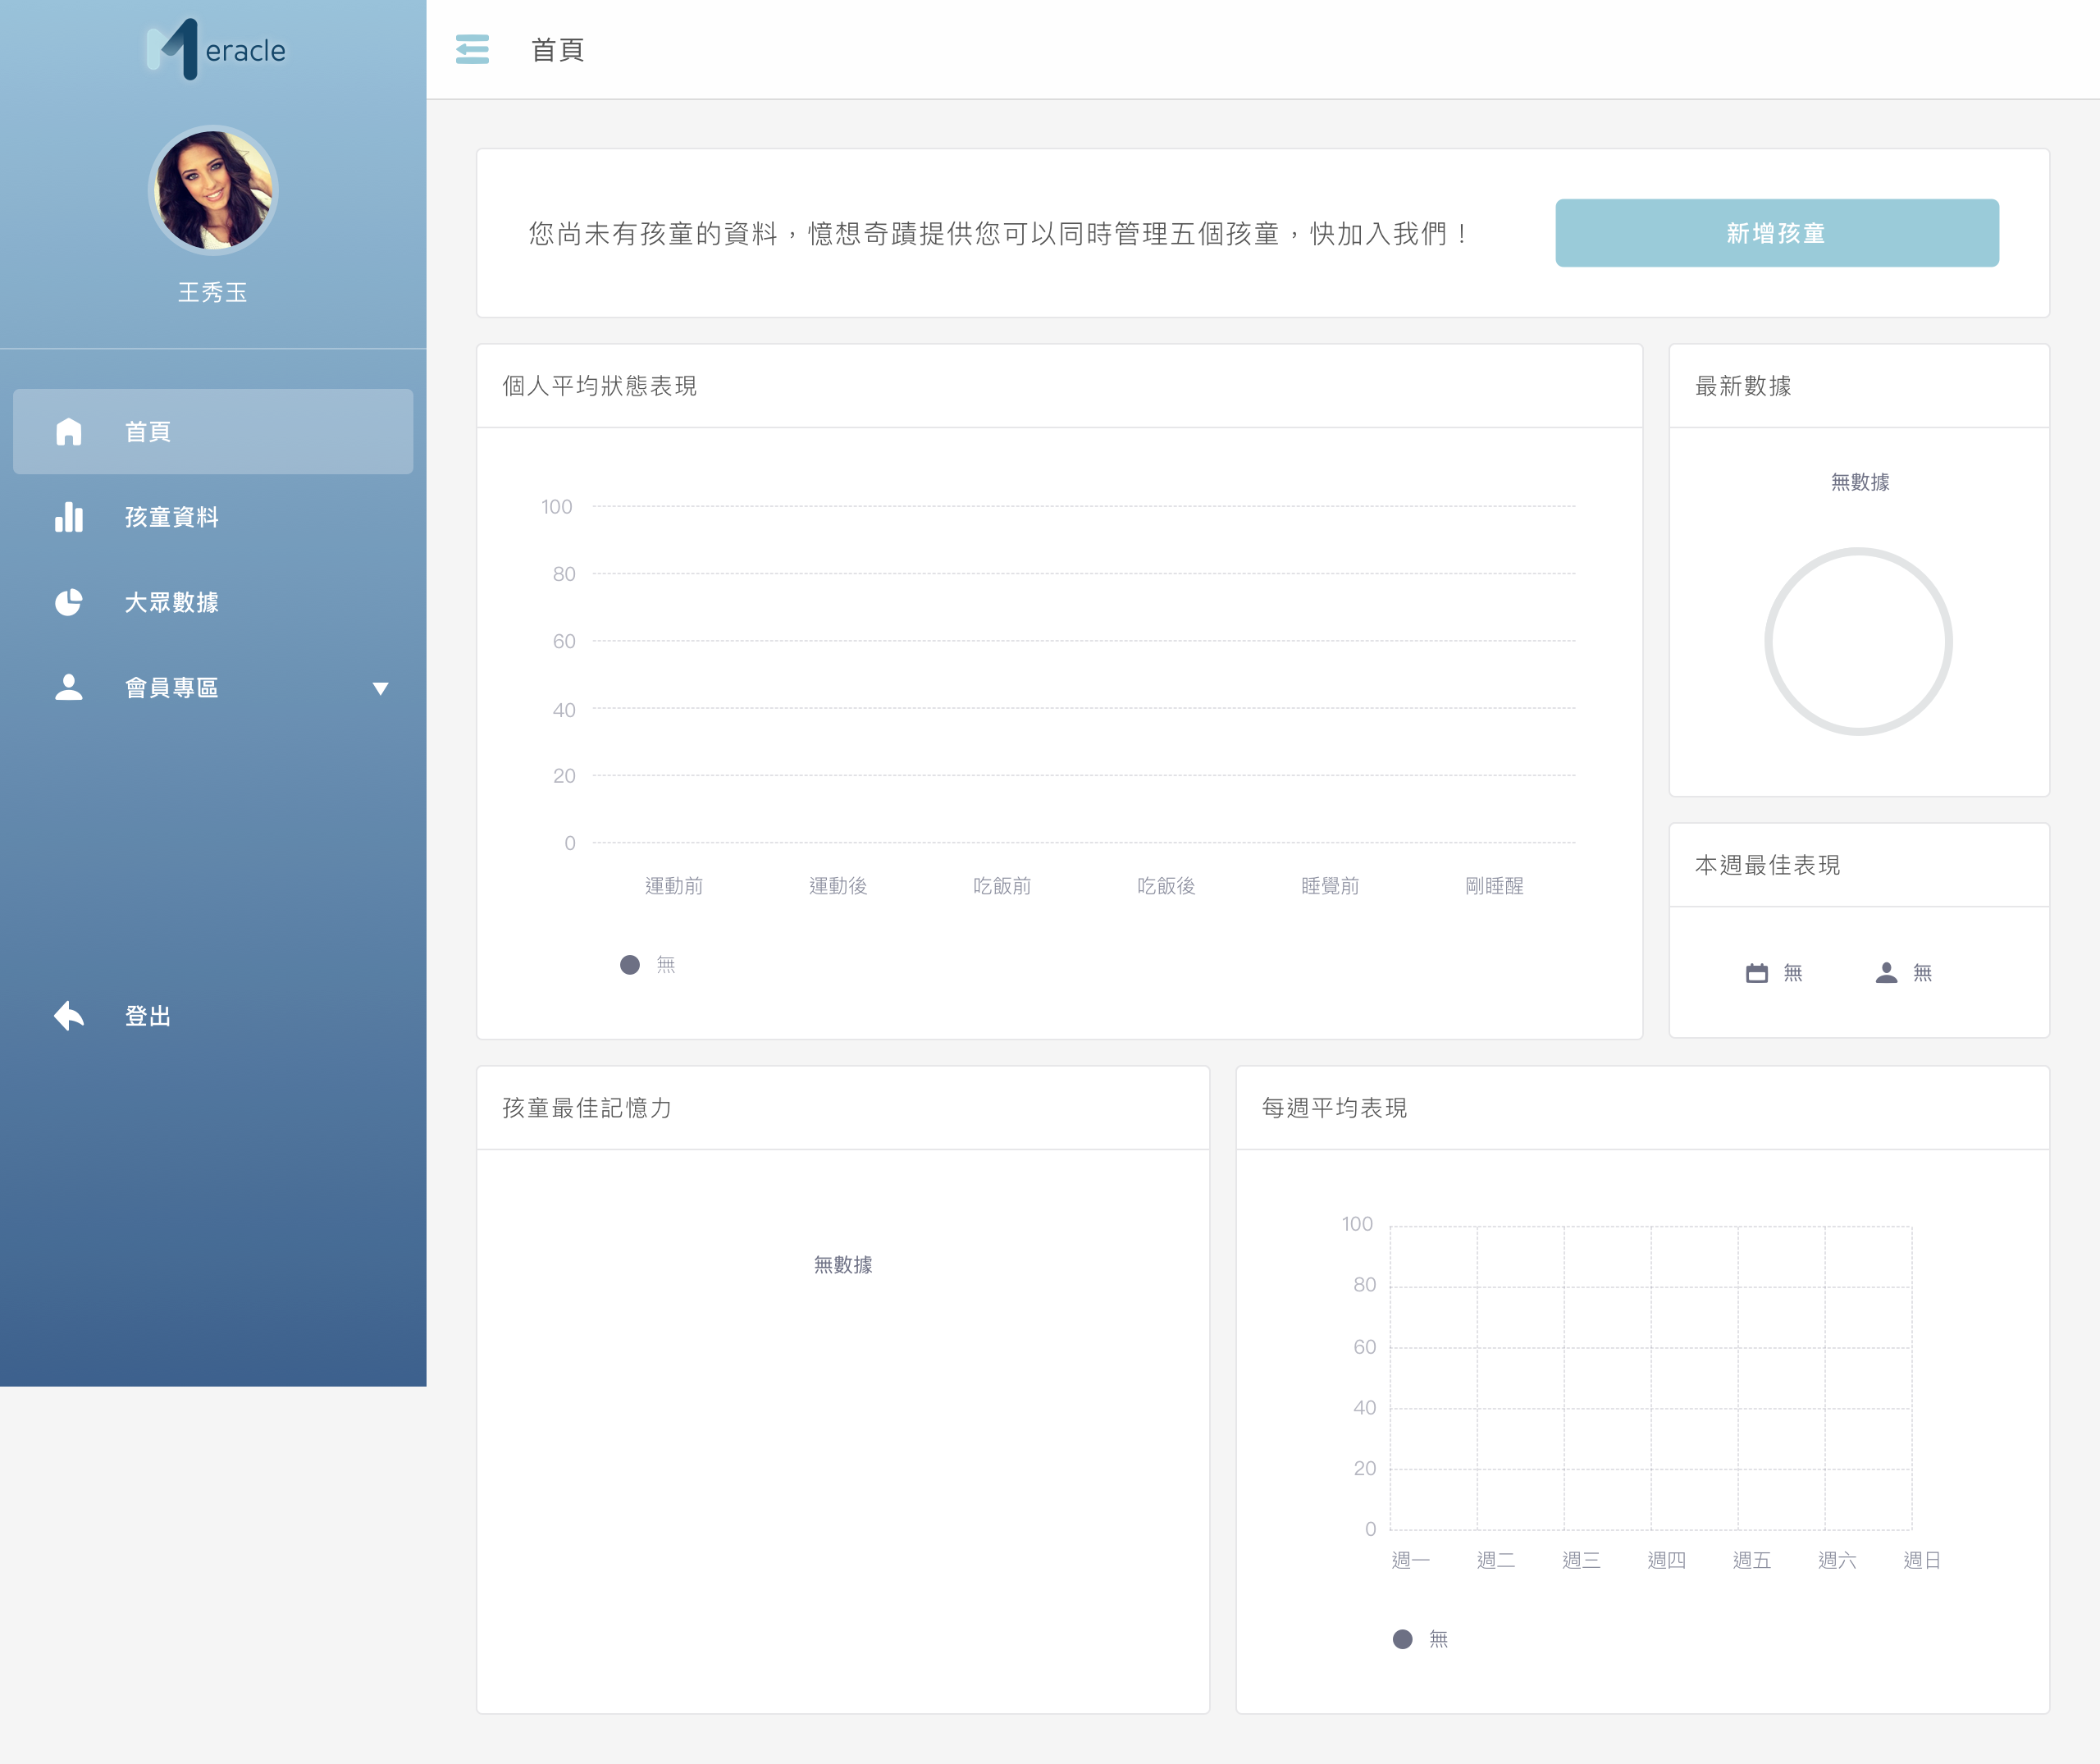 Meracle
王秀玉
首頁
孩童資料
大眾數據
會員專區
登出
首頁
您尚未有孩童的資料，憶想奇蹟提供您可以同時管理五個孩童，快加入我們！
新增孩童
個人平均狀態表現
100
80
60
40
20
0
運動前 運動後 吃飯前 吃飯後 睡覺前 剛睡醒
無
最新數據
無數據
本週最佳表現
無 無
孩童最佳記憶力
無數據
每週平均表現
100
80
60
40
20
0
週一 週二 週三 週四 週五 週六 週日
無